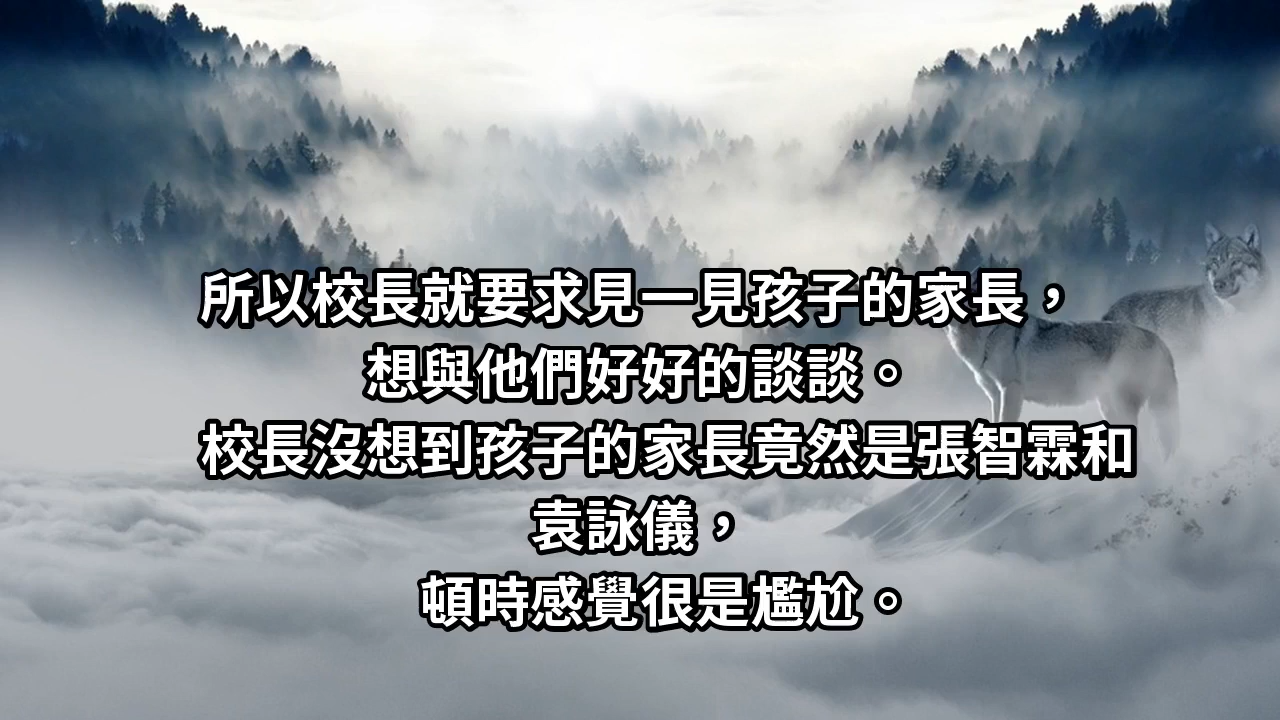 所以校長就要求見一見孩子的家長，
想與他們好好的談談。
校長沒想到孩子的家長竟然是張智霖和
袁詠儀，
頓時感覺很是尷尬。